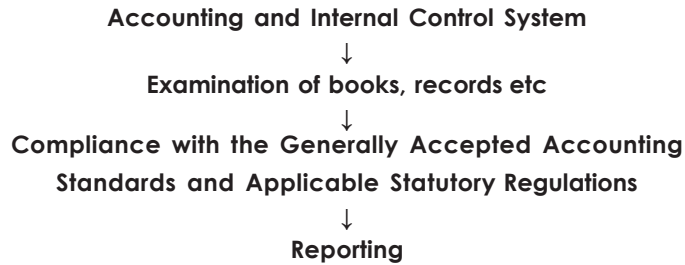 Accounting and Internal Control System
↓
Examination of books, records etc
↓
Compliance with the Generally Accepted Accounting
Standards and Applicable Statutory Regulations
↓
Reporting